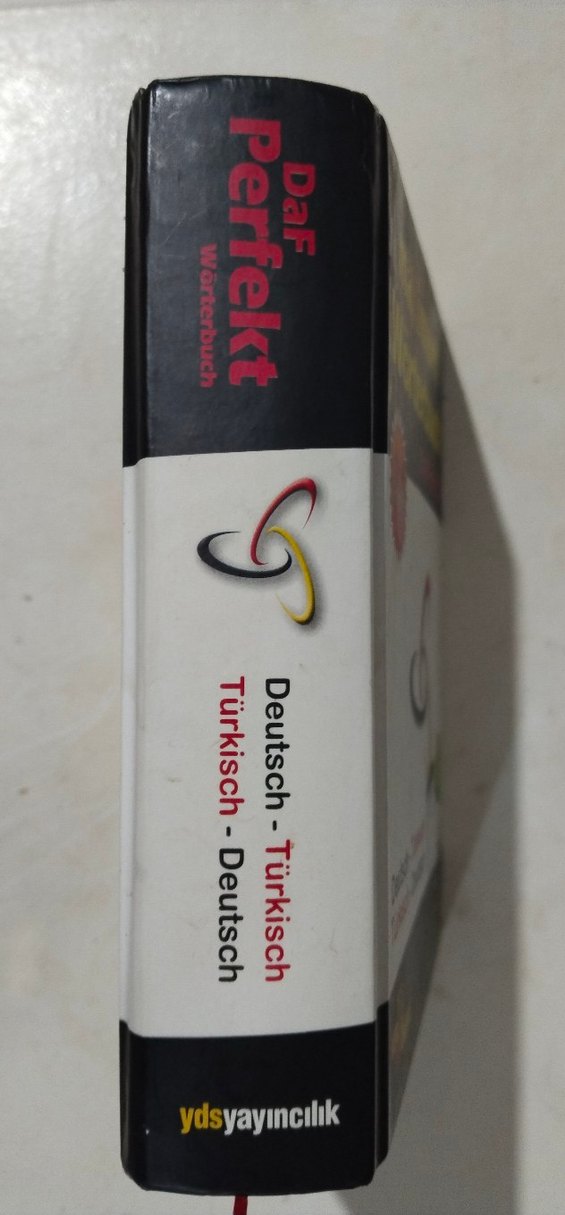 DaF
Perfekt
Wörterbuch
Deutsch - Türkisch
Türkisch - Deutsch
ydsyayıncılık